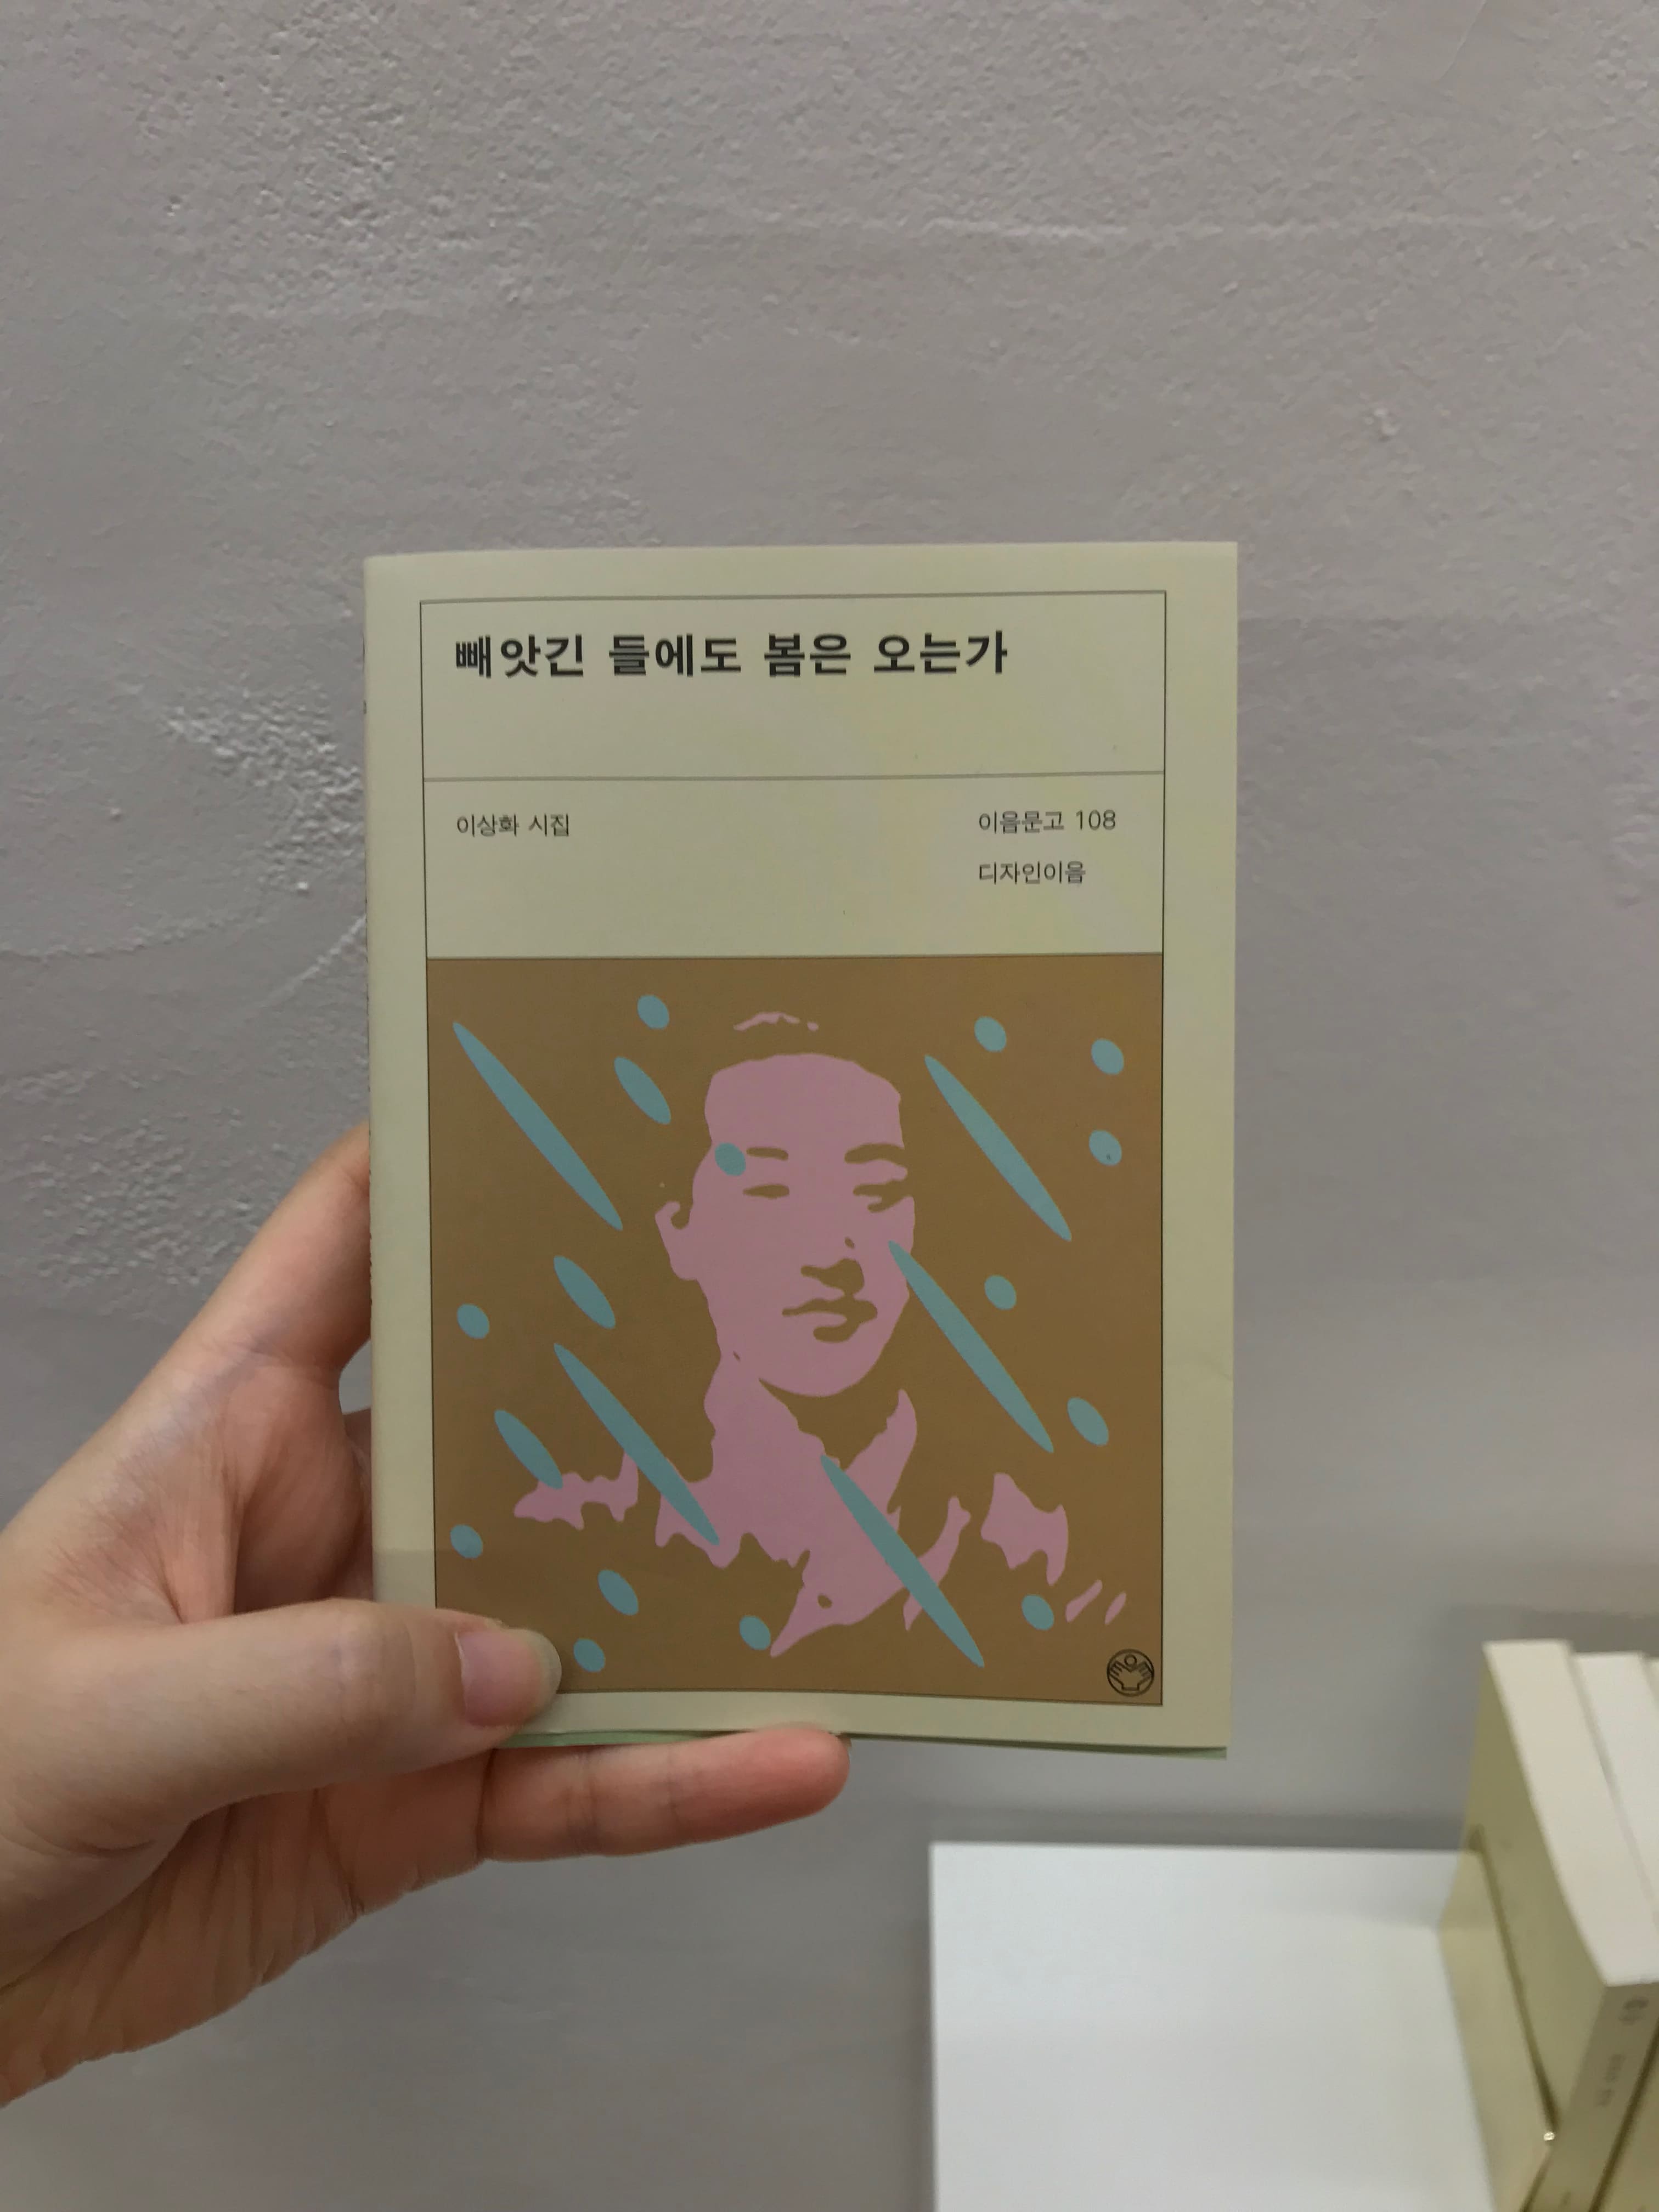 빼앗긴 들에도 봄은 오는가
이상화 시집
이음문고 108
디자인이음